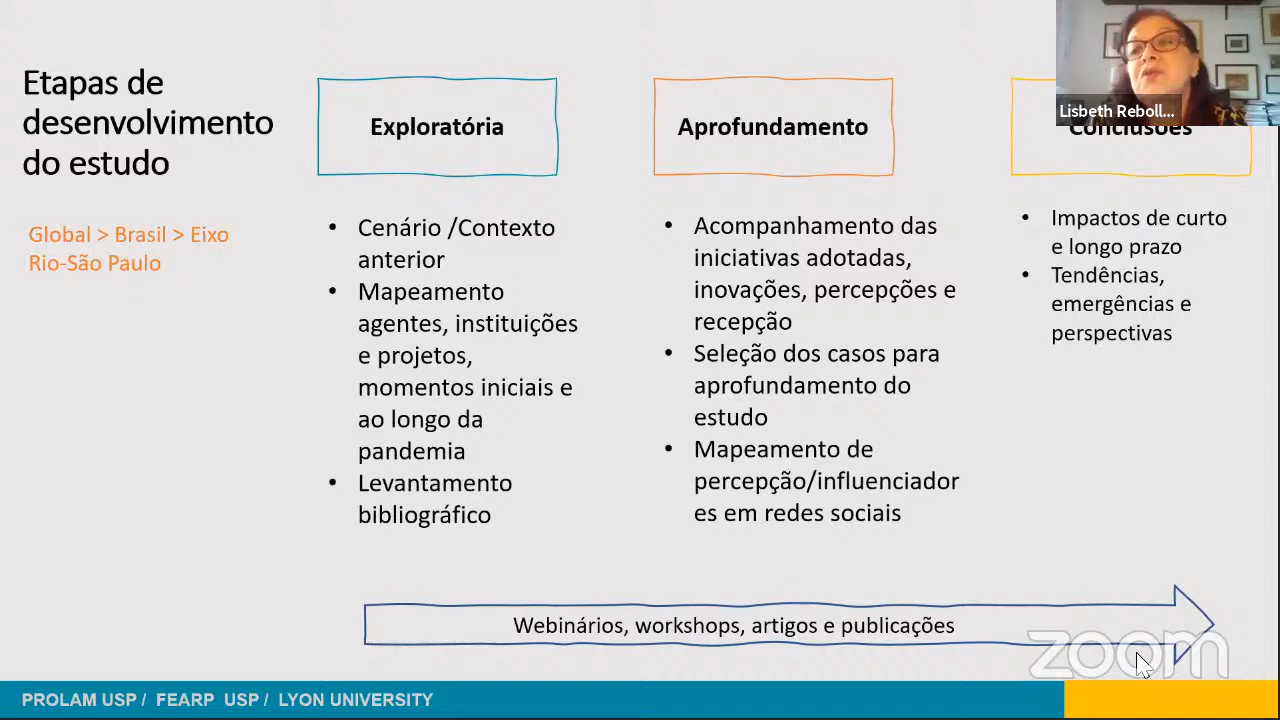 Etapas de
desenvolvimento
do estudo
Global > Brasil > Eixo
Rio-São Paulo
Exploratória
• Cenário /Contexto
anterior
• Mapeamento
agentes, instituições
e projetos,
momentos iniciais e
ao longo da
pandemia
• Levantamento
bibliográfico
Aprofundamento
• Acompanhamento das
iniciativas adotadas,
inovações, percepções e
recepção
• Seleção dos casos para
aprofundamento do
estudo
• Mapeamento de
percepção/influenciador
es em redes sociais
Lisbeth Reboll...
Conclusões
• Impactos de curto
e longo prazo
• Tendências,
emergências e
perspectivas
Webinários, workshops, artigos e publicações
zoom
PROLAM USP / FEARP USP / LYON UNIVERSITY